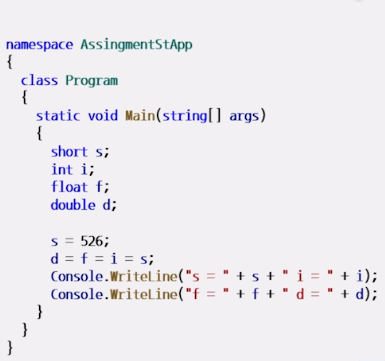 namespace AssingmentStApp
{
class Program
{
static void Main(string[] args)
{
short s;
int i;
float f;
double d;
s = 526;
d = f = i = s;
Console.WriteLine("s = " + s + " i = " + i);
Console.WriteLine("f = " + f + " d = " + d);
}
}
}